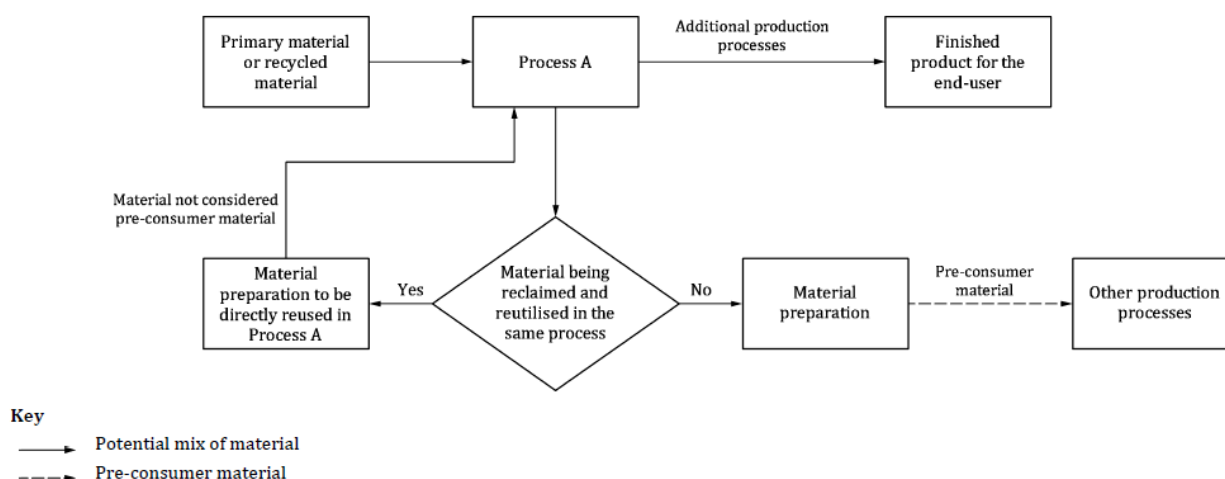 Primary material
or recycled
material
Process A
Additional production
processes
Finished
product for the
end-user
Material not considered
pre-consumer material
Material
preparation to be
directly reused in
Process A
Yes
Material being
reclaimed and
reutilised in the
same process
No
Material
preparation
Pre-consumer
material
Other production
processes
Key
Potential mix of material
Pre-consumer material